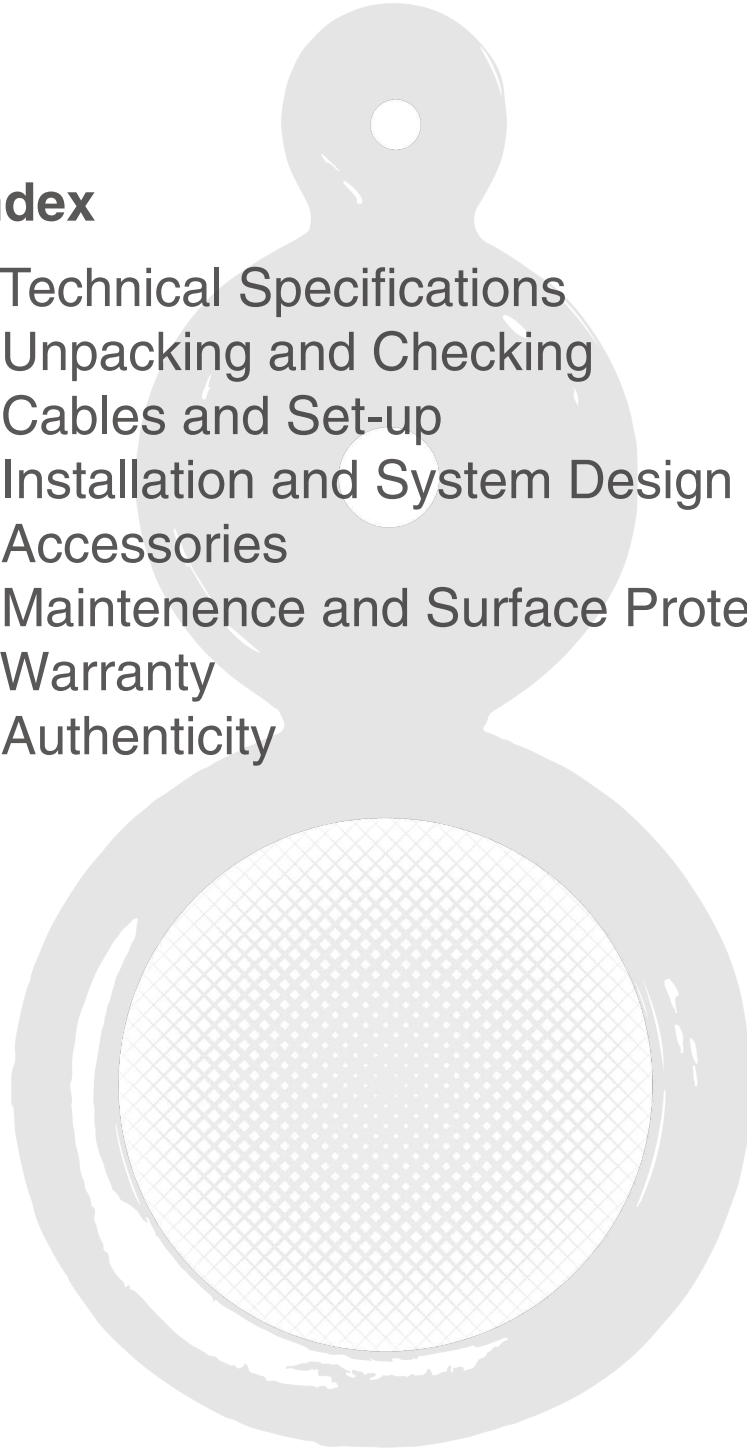 ndex
Technical Specifications
Unpacking and Checking
Cables and Set-up
Installation and System Design
Accessories
Maintenence and Surface Prote
Warranty
Authenticity